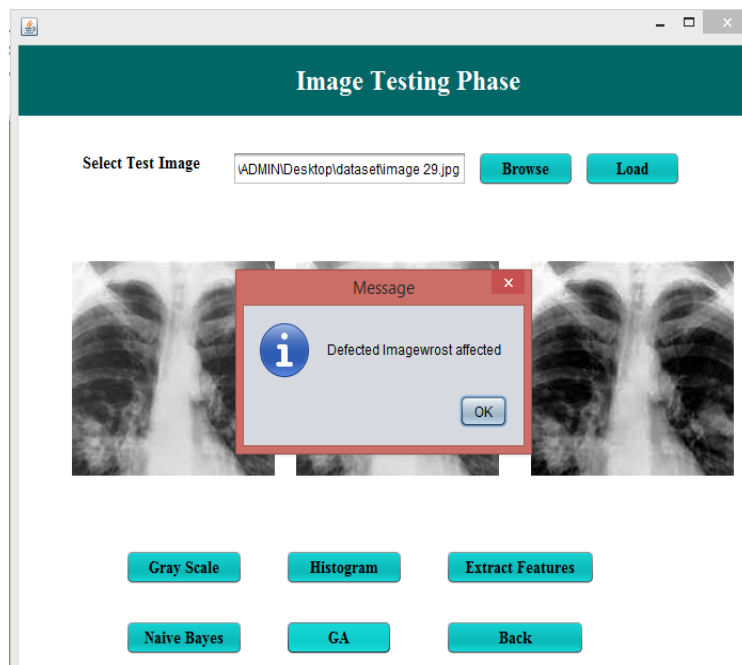 Image Testing Phase
Select Test Image
\ADMIN\Desktop\dataset\image 29.jpg
Browse
Load
Message
Defected Imagewrost affected
OK
Gray Scale
Histogram
Extract Features
Naive Bayes
GA
Back